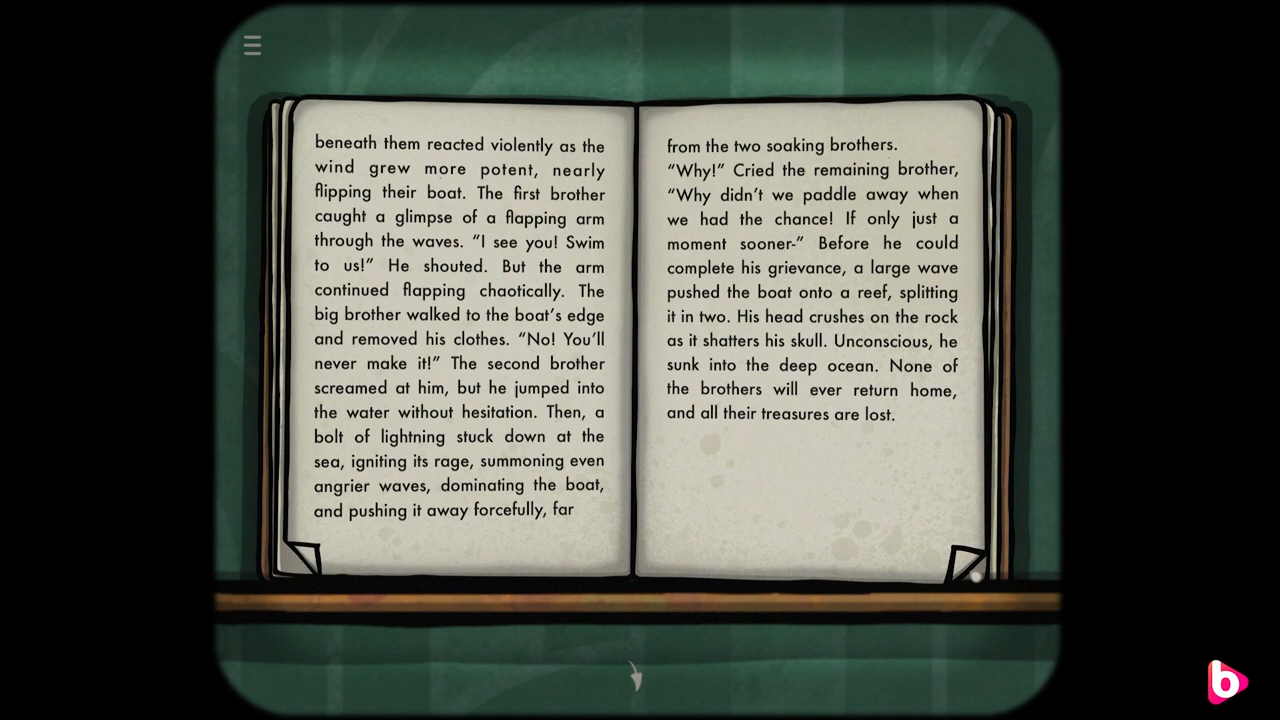 beneath them reacted violently as the
wind grew more potent, nearly
flipping their boat. The first brother
caught a glimpse of a flapping arm
through the waves. “I see you! Swim
to us!” He shouted. But the arm
continued flapping chaotically. The
big brother walked to the boat’s edge
and removed his clothes. “No! You’ll
never make it!” The second brother
screamed at him, but he jumped into
the water without hesitation. Then, a
bolt of lightning stuck down at the
sea, igniting its rage, summoning even
angrier waves, dominating the boat,
and pushing it away forcefully, far
from the two soaking brothers.
“Why!” Cried the remaining brother,
“Why didn’t we paddle away when
we had the chance! If only just a
moment sooner-” Before he could
complete his grievance, a large wave
pushed the boat onto a reef, splitting
it in two. His head crushes on the rock
as it shatters his skull. Unconscious, he
sunk into the deep ocean. None of
the brothers will ever return home,
and all their treasures are lost.
b